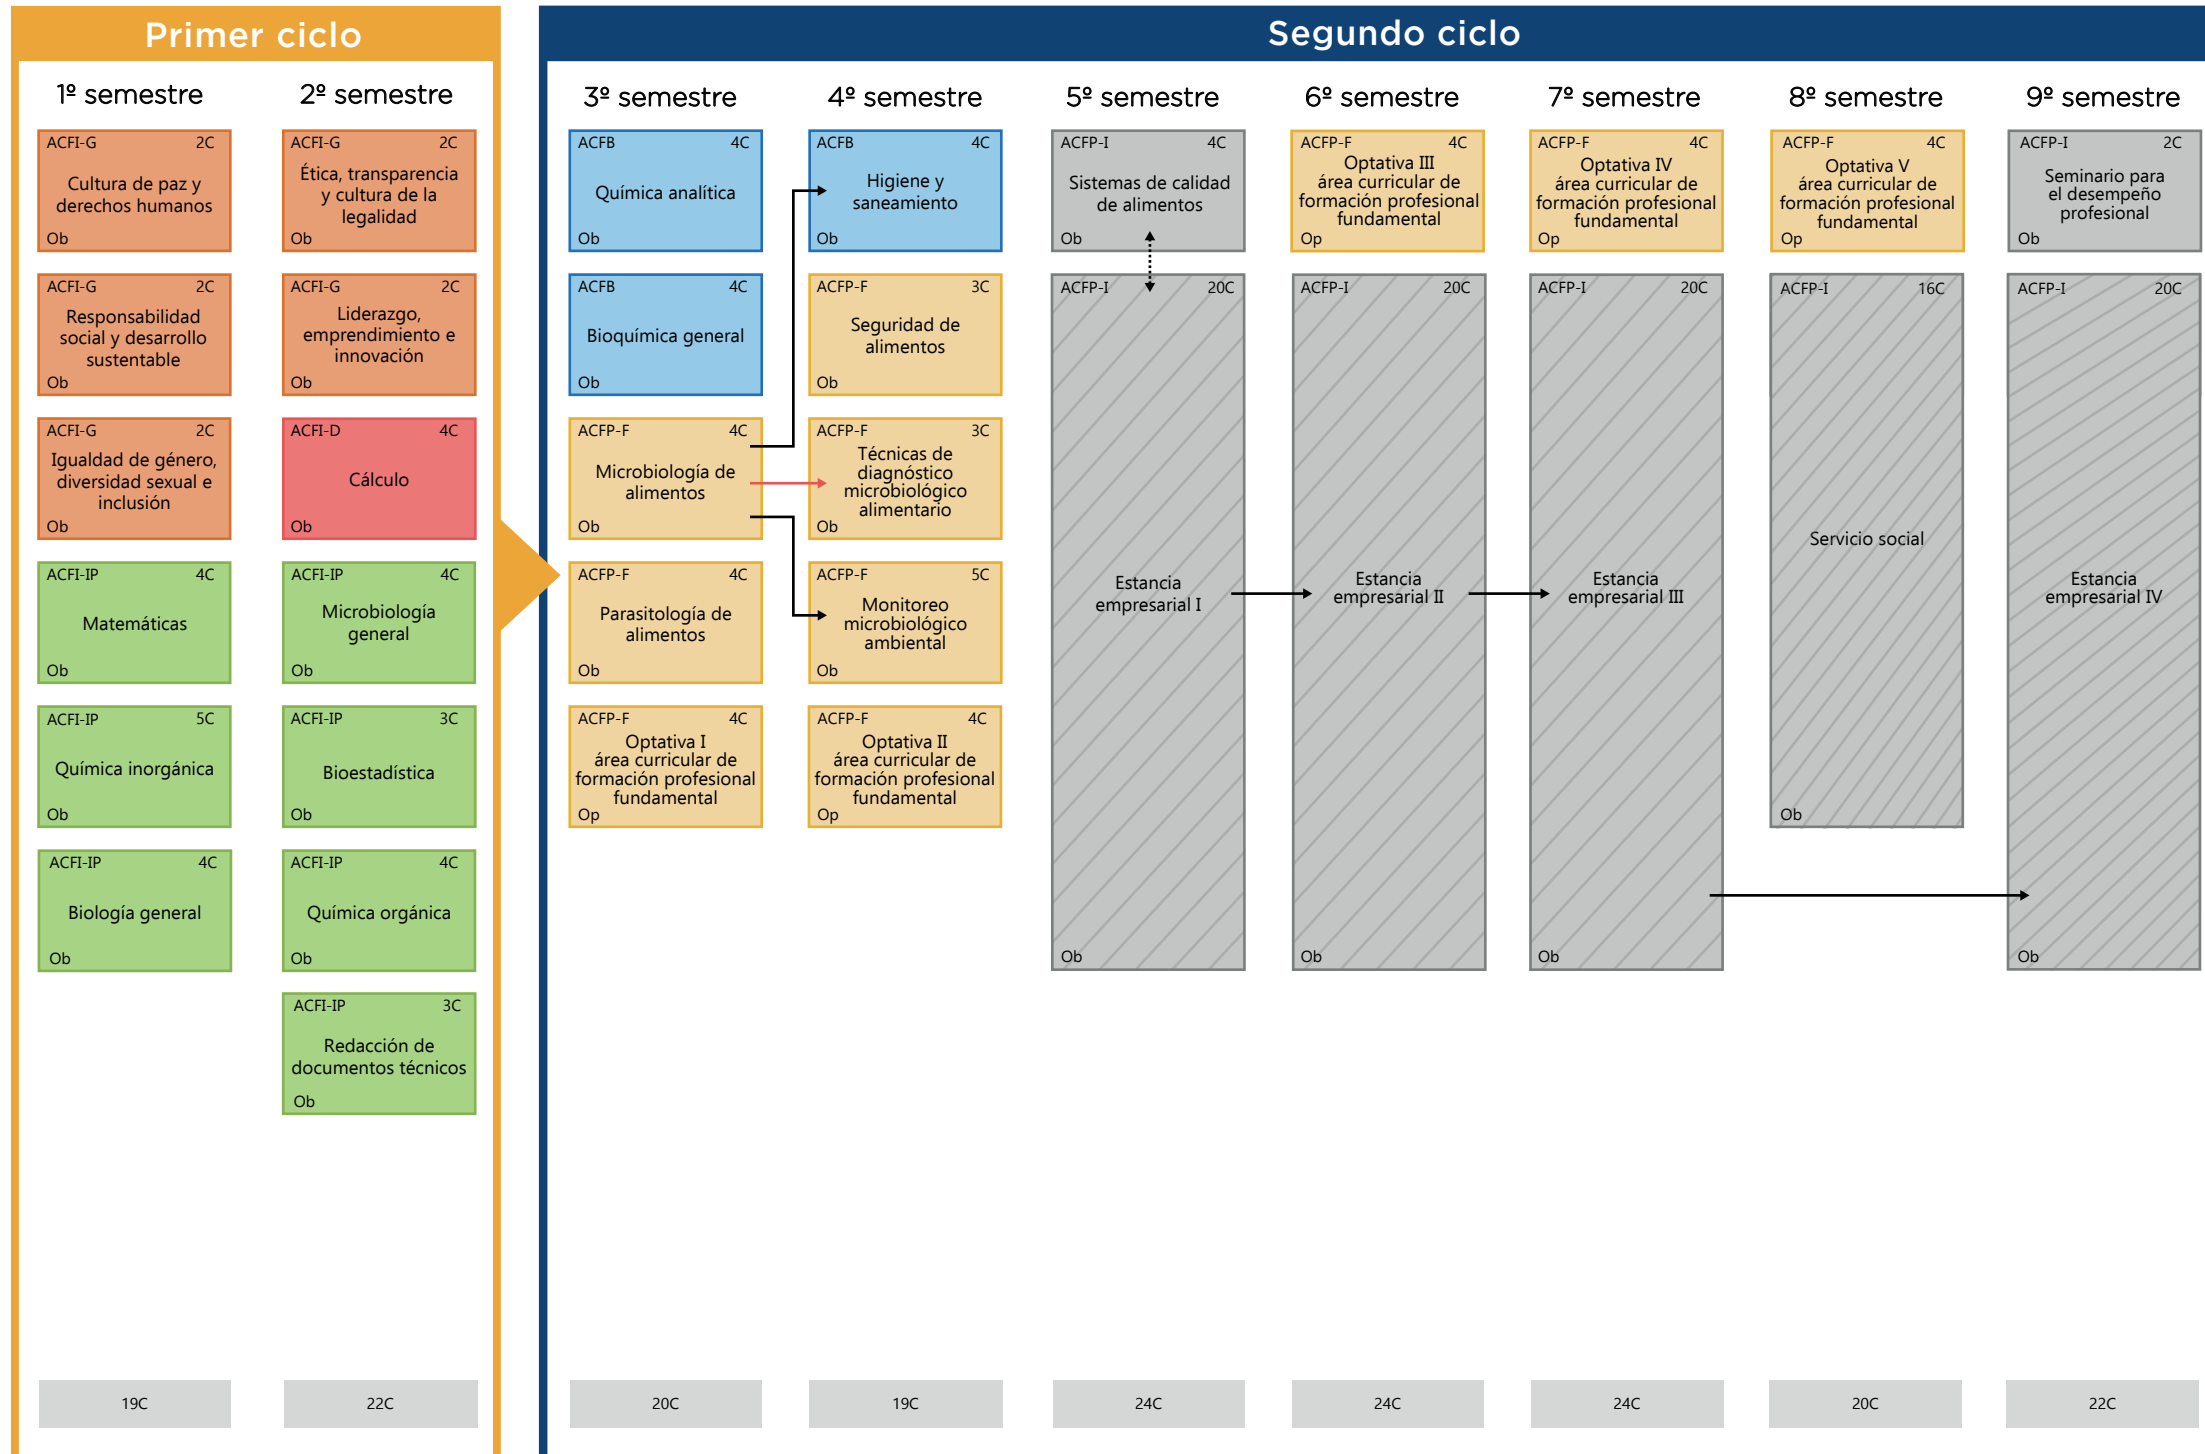 Primer ciclo
Segundo ciclo
1º semestre
2º semestre
3º semestre
4º semestre
5º semestre
6º semestre
7º semestre
8º semestre
9º semestre
ACFI-G 2C
Cultura de paz y
derechos humanos
Ob
ACFI-G 2C
Responsabilidad
social y desarrollo
sustentable
Ob
ACFI-G 2C
Igualdad de género,
diversidad sexual e
inclusión
Ob
ACFI-IP 4C
Matemáticas
Ob
ACFI-IP 5C
Química inorgánica
Ob
ACFI-IP 4C
Biología general
Ob
19C
ACFI-G 2C
Ética, transparencia
y cultura de la
legalidad
Ob
ACFI-G 2C
Liderazgo,
emprendimiento e
innovación
Ob
ACFI-D 4C
Cálculo
Ob
ACFI-IP 4C
Microbiología
general
Ob
ACFI-IP 3C
Bioestadística
Ob
ACFI-IP 4C
Química orgánica
Ob
ACFI-IP 3C
Redacción de
documentos técnicos
Ob
22C
ACFB 4C
Química analítica
Ob
ACFB 4C
Bioquímica general
Ob
ACFP-F 4C
Microbiología de
alimentos
Ob
ACFP-F 4C
Parasitología de
alimentos
Ob
ACFP-F 4C
Optativa I
área curricular de
formación profesional
fundamental
Op
20C
ACFB 4C
Higiene y
saneamiento
Ob
ACFP-F 3C
Seguridad de
alimentos
Ob
ACFP-F 3C
Técnicas de
diagnóstico
microbiológico
alimentario
Ob
ACFP-F 5C
Monitoreo
microbiológico
ambiental
Ob
ACFP-F 4C
Optativa II
área curricular de
formación profesional
fundamental
Op
19C
ACFP-I 4C
Sistemas de calidad
de alimentos
Ob
ACFP-I 20C
Estancia
empresarial I
Ob
24C
ACFP-F 4C
Optativa III
área curricular de
formación profesional
fundamental
Op
ACFP-I 20C
Estancia
empresarial II
Ob
24C
ACFP-F 4C
Optativa IV
área curricular de
formación profesional
fundamental
Op
ACFP-I 20C
Estancia
empresarial III
Ob
24C
ACFP-F 4C
Optativa V
área curricular de
formación profesional
fundamental
Op
ACFP-I 16C
Servicio social
Ob
20C
ACFP-I 2C
Seminario para
el desempeño
profesional
Ob
ACFP-I 20C
Estancia
empresarial IV
Ob
22C